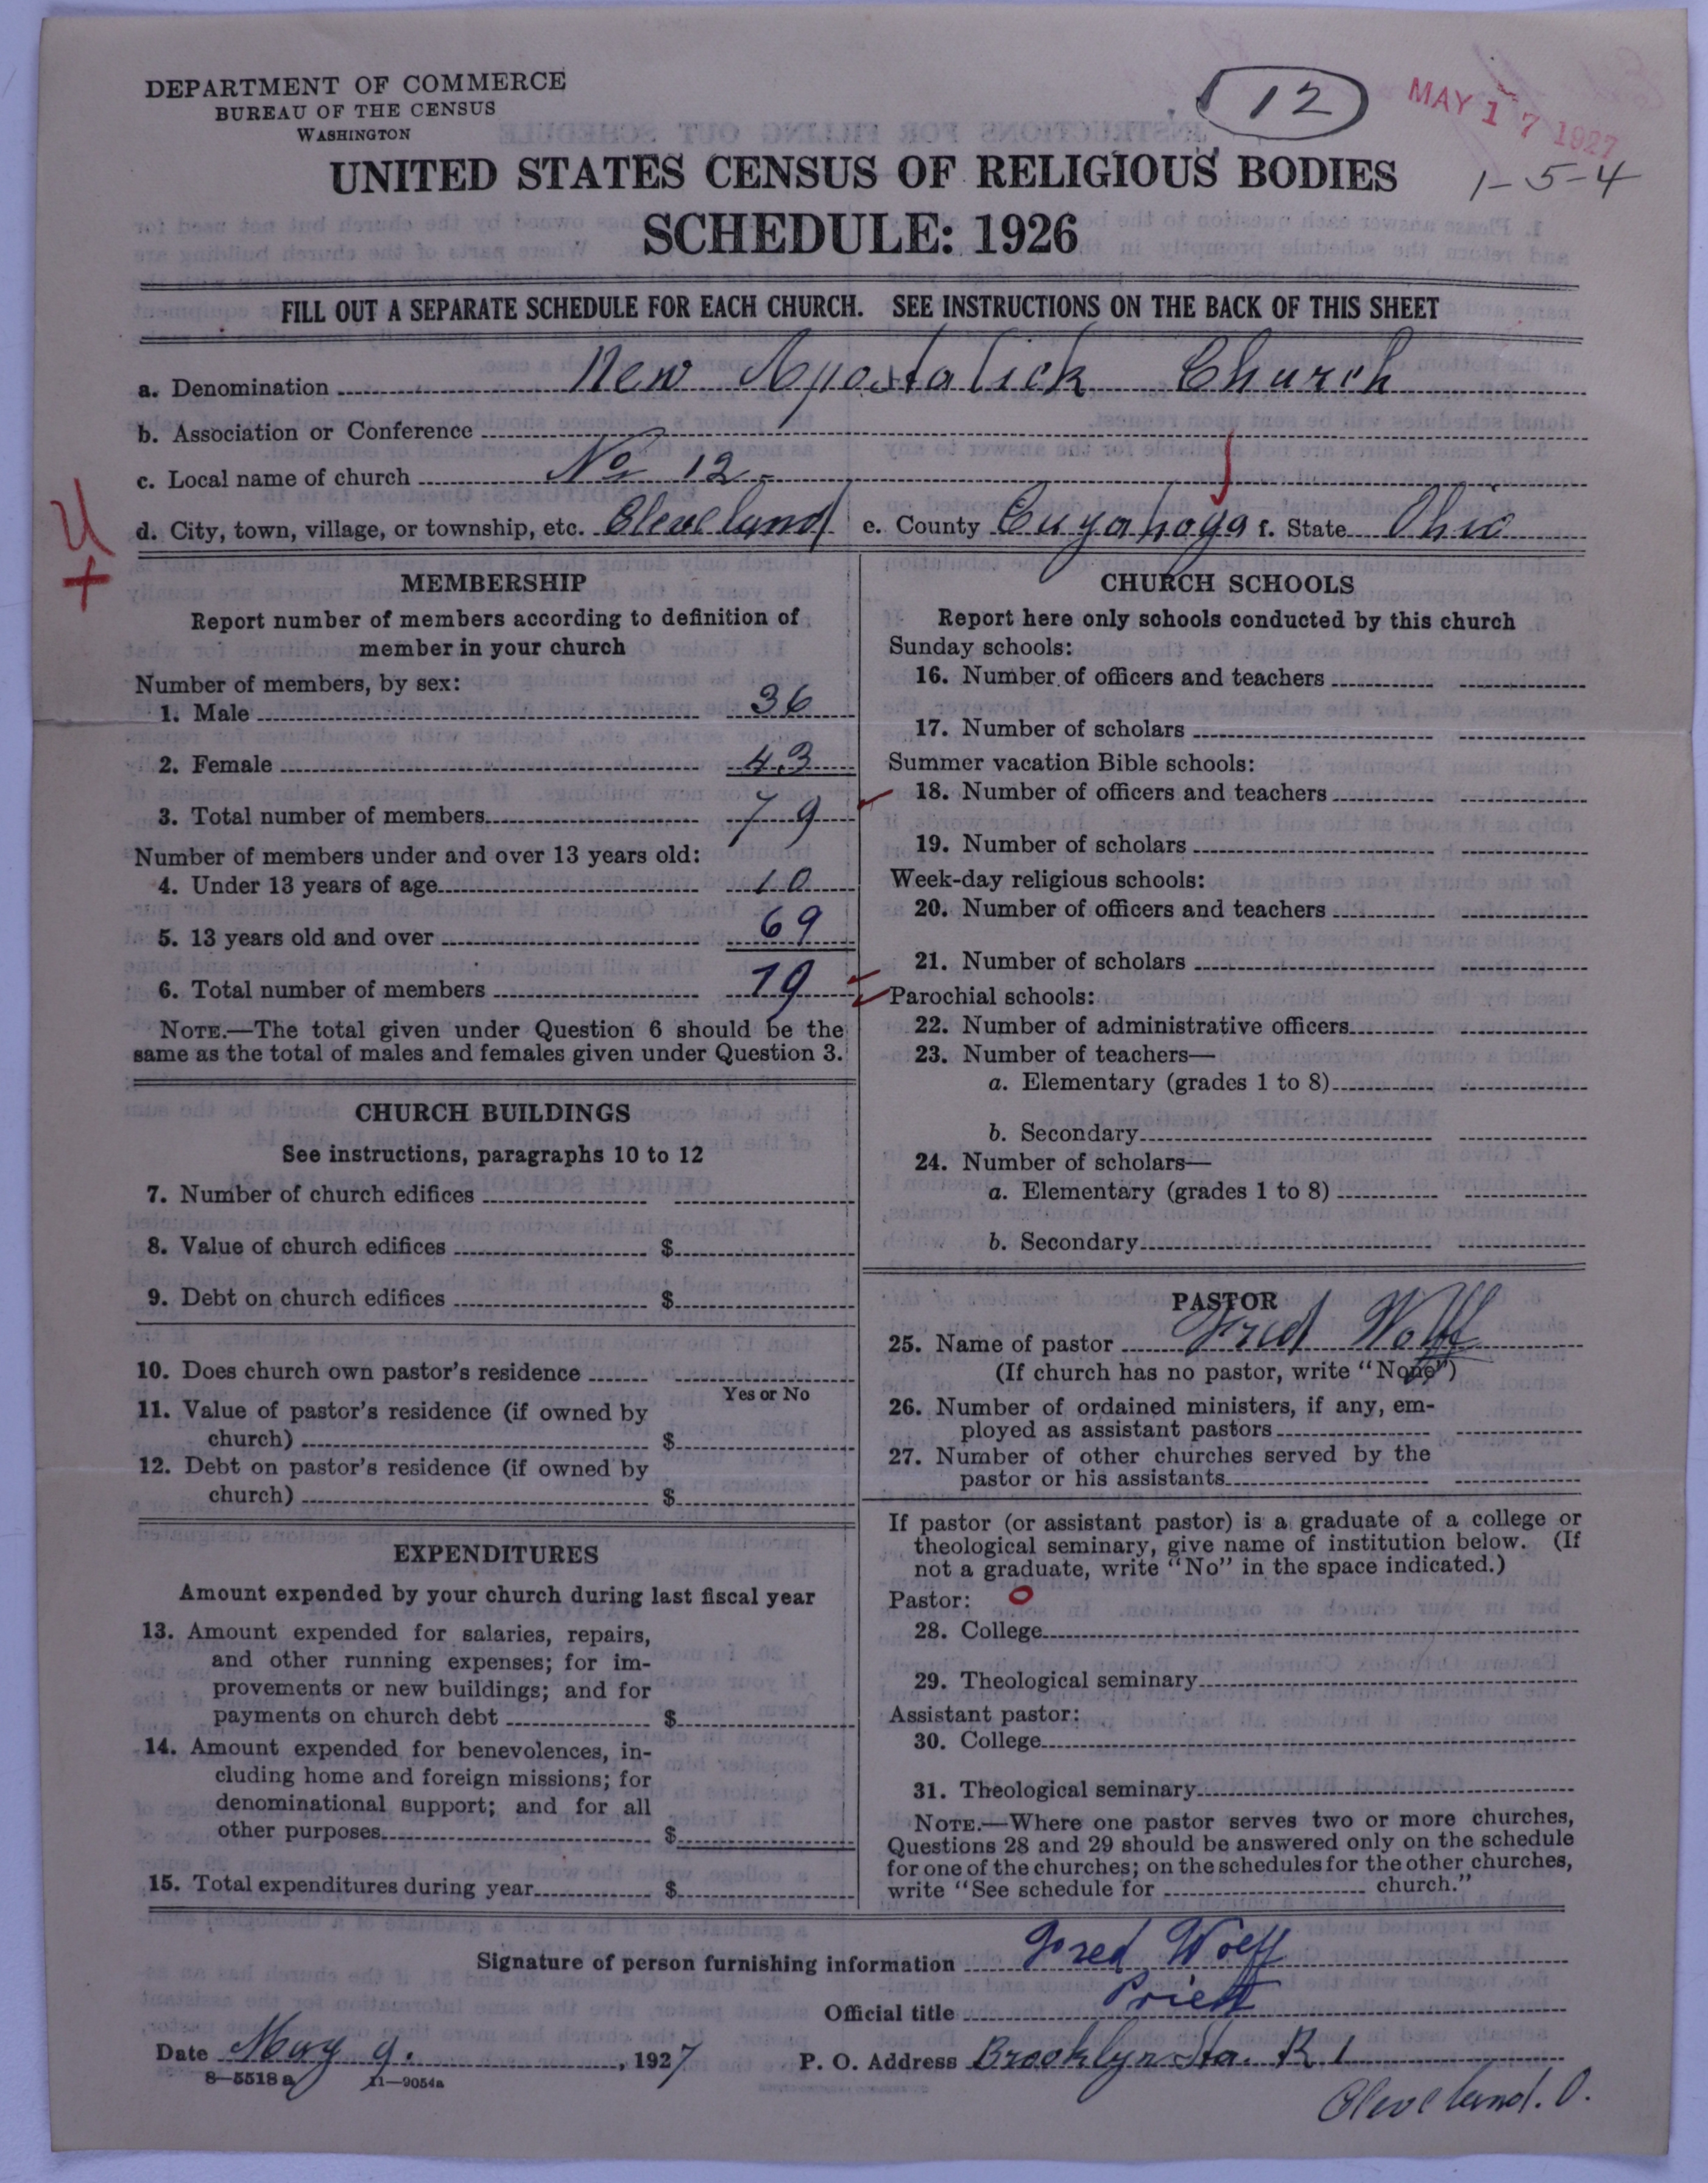 DEPARTMENT OF COMMERCE
BUREAU OF THE CENSUS
WASHINGTON
12
MAY 17 1927
1-5-4
UNITED STATES CENSUS OF RELIGIOUS BODIES
SCHEDULE: 1926
FILL OUT A SEPARATE SCHEDULE FOR EACH CHURCH. SEE INSTRUCTIONS ON THE BACK OF THIS SHEET
a. Denomination New Apostalick Church
b. Association or Conference
c. Local name of church No 12-
d. City, town, village, or township, etc. Cleveland e. County Cuyahoga f. State Ohio
MEMBERSHIP
Report number of members according to definition of
member in your church
Number of members, by sex:
1. Male 36
2. Female 43
3. Total number of members 79
Number of members under and over 13 years old:
4. Under 13 years of age 10
5. 13 years old and over 69
6. Total number of members 79
NOTE.—The total given under Question 6 should be the
same as the total of males and females given under Question 3.
CHURCH BUILDINGS
See instructions, paragraphs 10 to 12
7. Number of church edifices
8. Value of church edifices $
9. Debt on church edifices $
10. Does church own pastor's residence
Yes or No
11. Value of pastor's residence (if owned by
church) $
12. Debt on pastor's residence (if owned by
church) $
EXPENDITURES
Amount expended by your church during last fiscal year
13. Amount expended for salaries, repairs,
and other running expenses; for im-
provements or new buildings; and for
payments on church debt $
14. Amount expended for benevolences, in-
cluding home and foreign missions; for
denominational support; and for all
other purposes $
15. Total expenditures during year $
CHURCH SCHOOLS
Report here only schools conducted by this church
Sunday schools:
16. Number of officers and teachers
17. Number of scholars
Summer vacation Bible schools:
18. Number of officers and teachers
19. Number of scholars
Week-day religious schools:
20. Number of officers and teachers
21. Number of scholars
Parochial schools:
22. Number of administrative officers
23. Number of teachers—
a. Elementary (grades 1 to 8)
b. Secondary
24. Number of scholars—
a. Elementary (grades 1 to 8)
b. Secondary
PASTOR
25. Name of pastor Fred Wolff
(If church has no pastor, write "None")
26. Number of ordained ministers, if any, em-
ployed as assistant pastors
27. Number of other churches served by the
pastor or his assistants
If pastor (or assistant pastor) is a graduate of a college or
theological seminary, give name of institution below. (If
not a graduate, write "No" in the space indicated.)
Pastor:
28. College
29. Theological seminary
Assistant pastor:
30. College
31. Theological seminary
NOTE.—Where one pastor serves two or more churches,
Questions 28 and 29 should be answered only on the schedule
for one of the churches; on the schedules for the other churches,
write "See schedule for church."
Signature of person furnishing information Fred Wolff
Official title Priest
Date May 9. , 1927 P. O. Address Brooklyn Sta. R 1
8-5518 a 11-9054a
Cleveland. O.